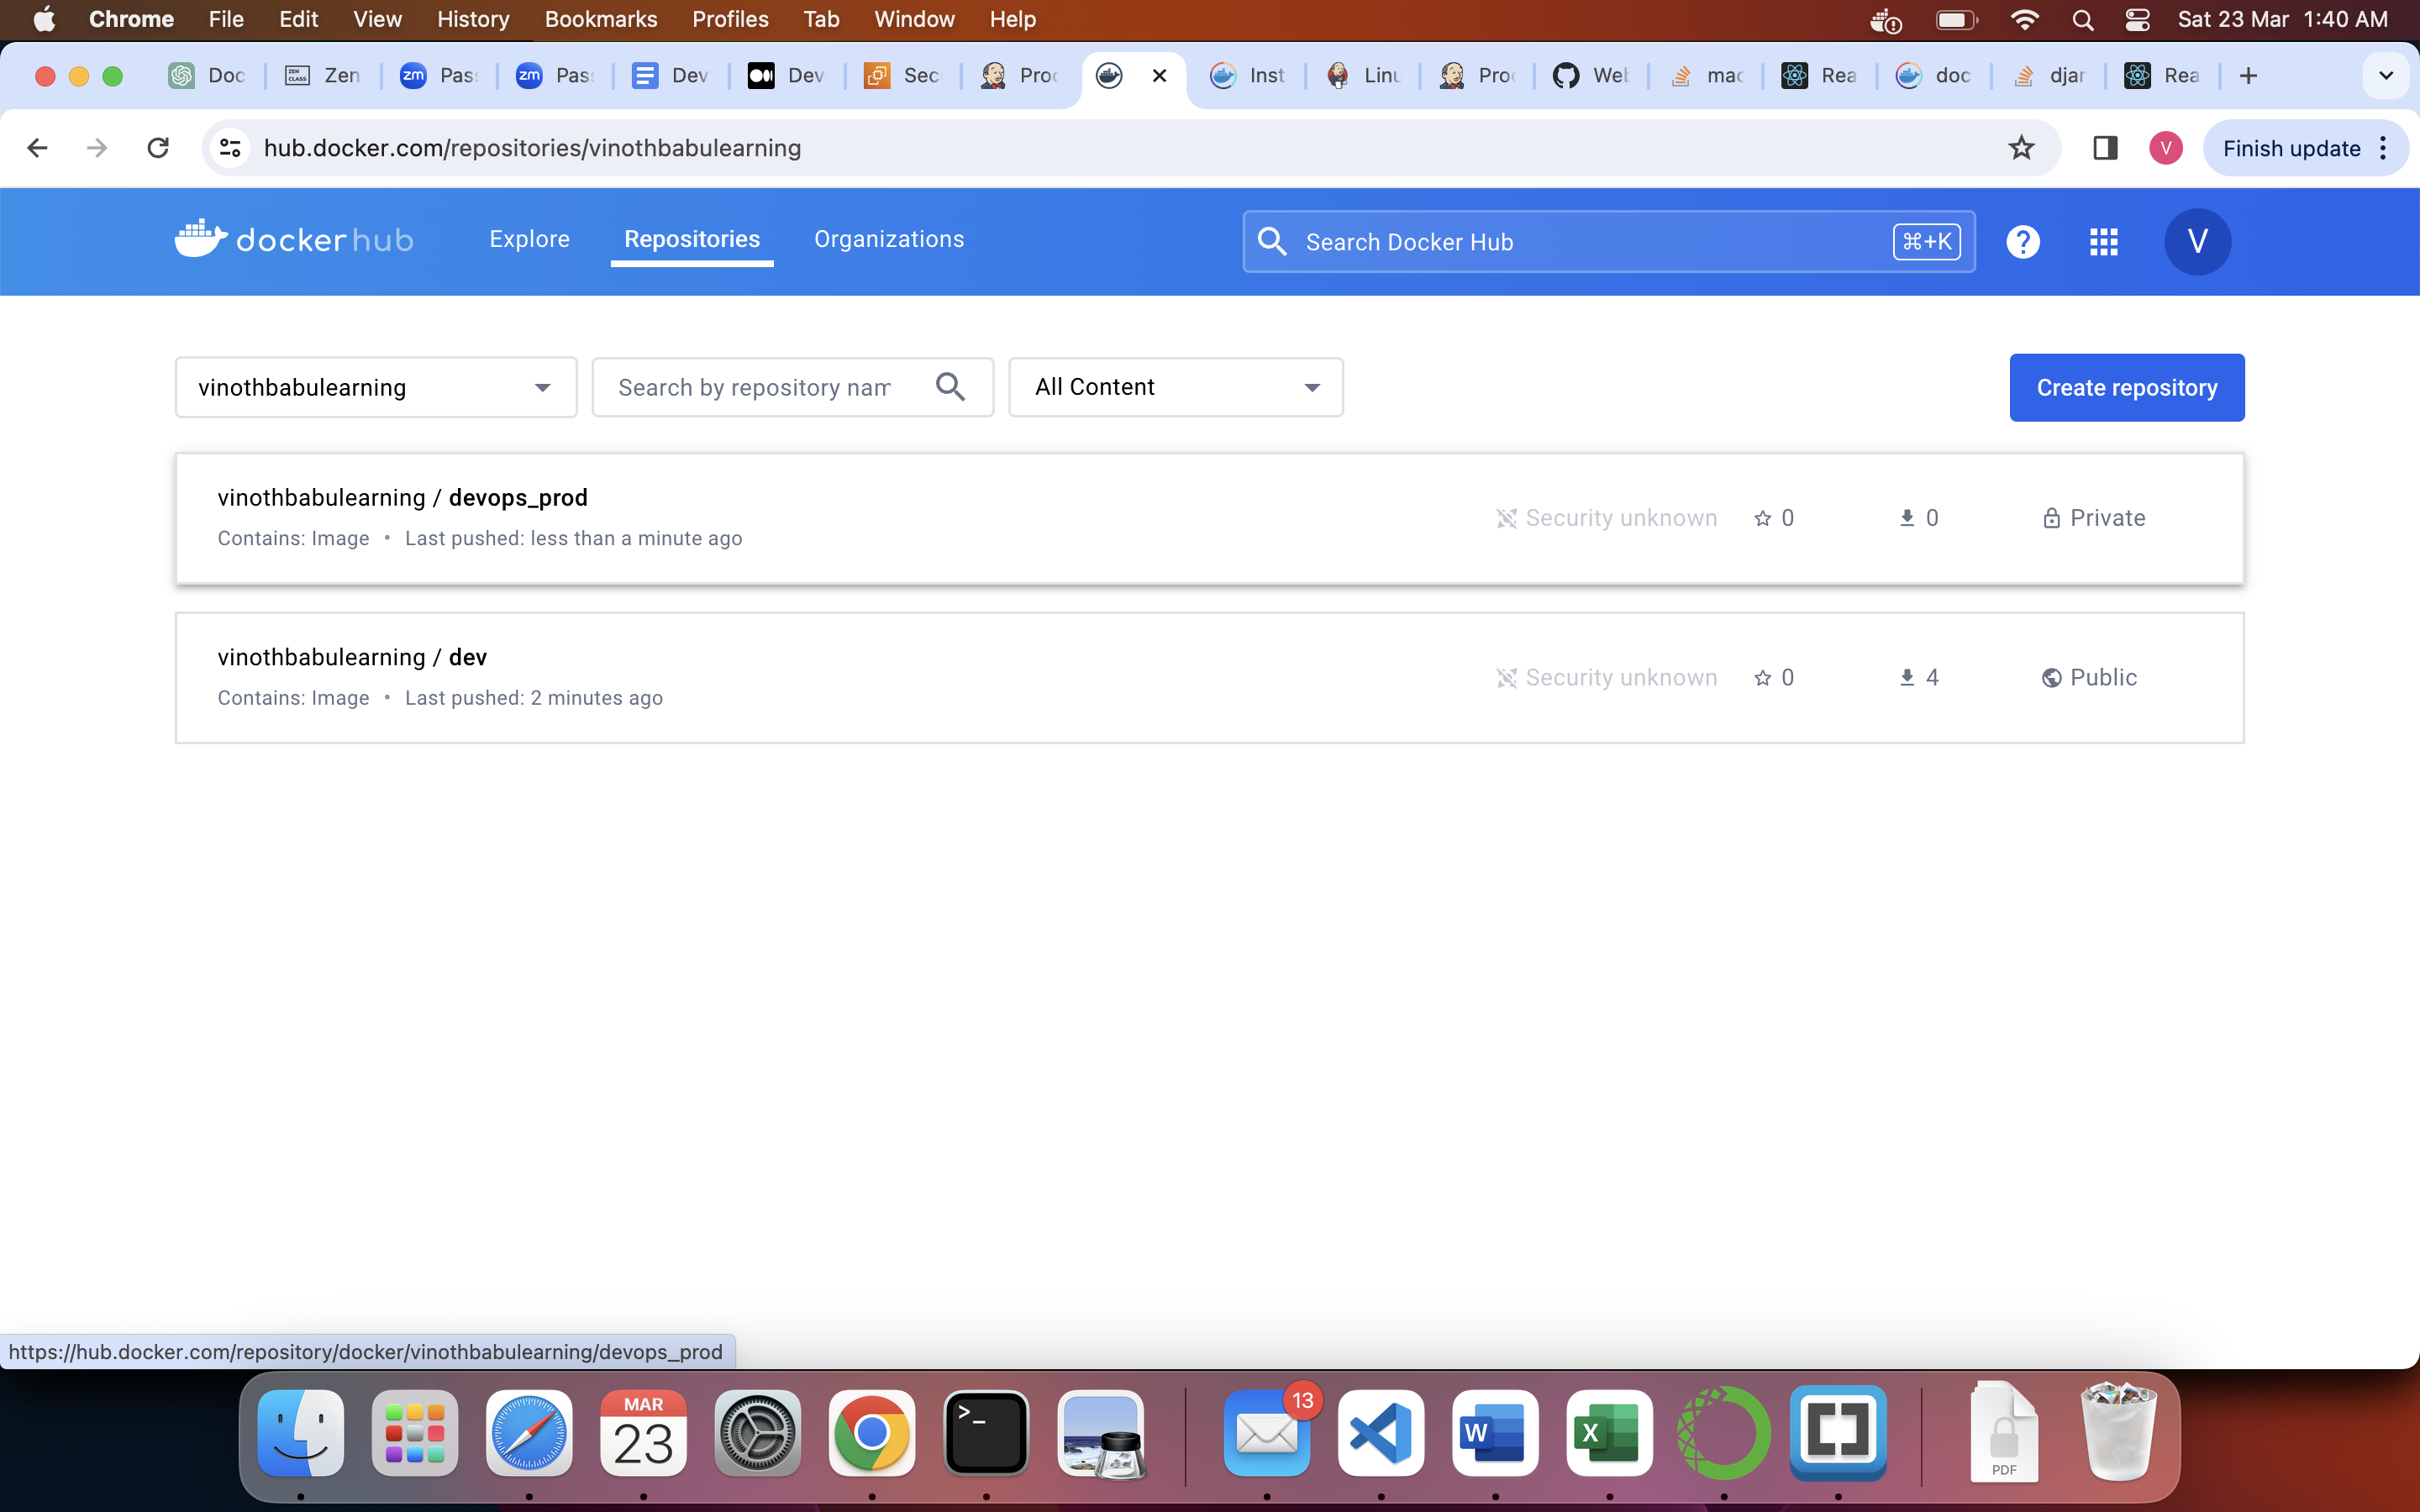 Chrome File Edit View History Bookmarks Profiles Tab Window Help Sat 23 Mar 1:40 AM
Doc ZEN CLASS Zen zm Pas zm Pas Dev Dev Sec Pro Inst Linu Pro Web mac Rea doc djar Rea
hub.docker.com/repositories/vinothbabulearning V Finish update
docker hub Explore Repositories Organizations Search Docker Hub ⌘+K ? V
vinothbabulearning Search by repository nam All Content Create repository
vinothbabulearning / devops_prod
Security unknown 0 0 Private
Contains: Image • Last pushed: less than a minute ago
vinothbabulearning / dev
Security unknown 0 4 Public
Contains: Image • Last pushed: 2 minutes ago
https://hub.docker.com/repository/docker/vinothbabulearning/devops_prod
MAR 13
23 >_ W X PDF